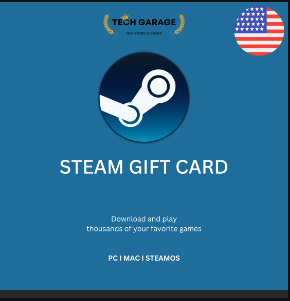 TECH GARAGE
STEAM GIFT CARD
Download and play
thousands of your favorite games
PC I MAC I STEAMOS